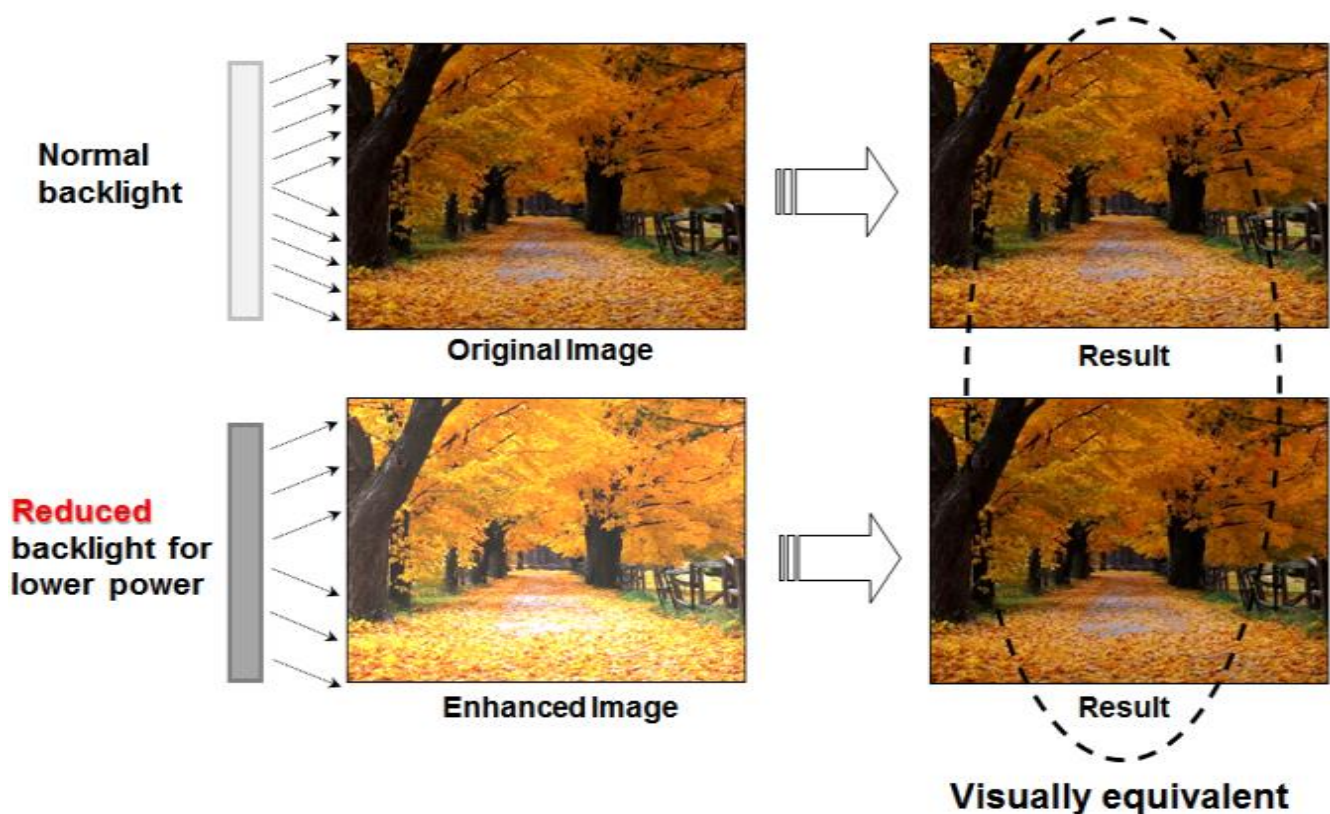 Normal
backlight
Original Image
Result
Reduced
backlight for
lower power
Enhanced Image
Result
Visually equivalent